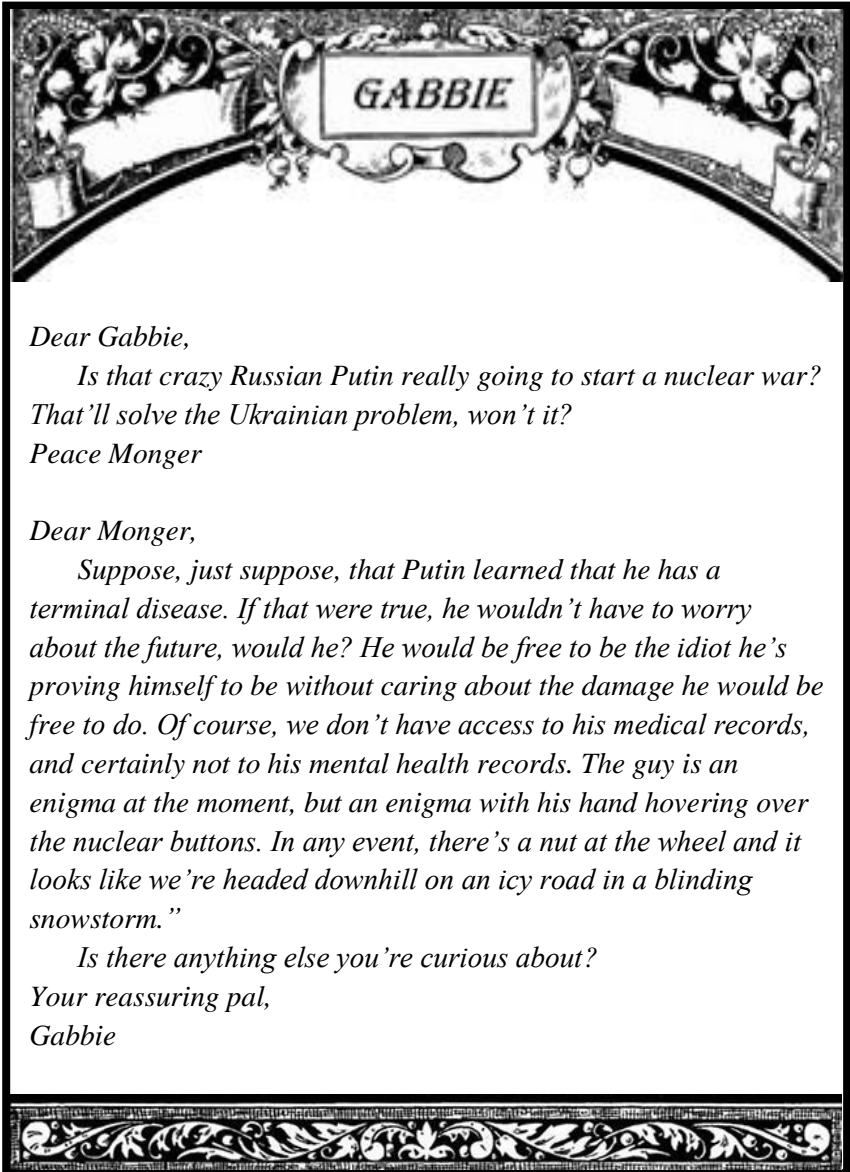 GABBIE
Dear Gabbie,
Is that crazy Russian Putin really going to start a nuclear war?
That’ll solve the Ukrainian problem, won’t it?
Peace Monger
Dear Monger,
Suppose, just suppose, that Putin learned that he has a
terminal disease. If that were true, he wouldn’t have to worry
about the future, would he? He would be free to be the idiot he’s
proving himself to be without caring about the damage he would be
free to do. Of course, we don’t have access to his medical records,
and certainly not to his mental health records. The guy is an
enigma at the moment, but an enigma with his hand hovering over
the nuclear buttons. In any event, there’s a nut at the wheel and it
looks like we’re headed downhill on an icy road in a blinding
snowstorm.”
Is there anything else you’re curious about?
Your reassuring pal,
Gabbie